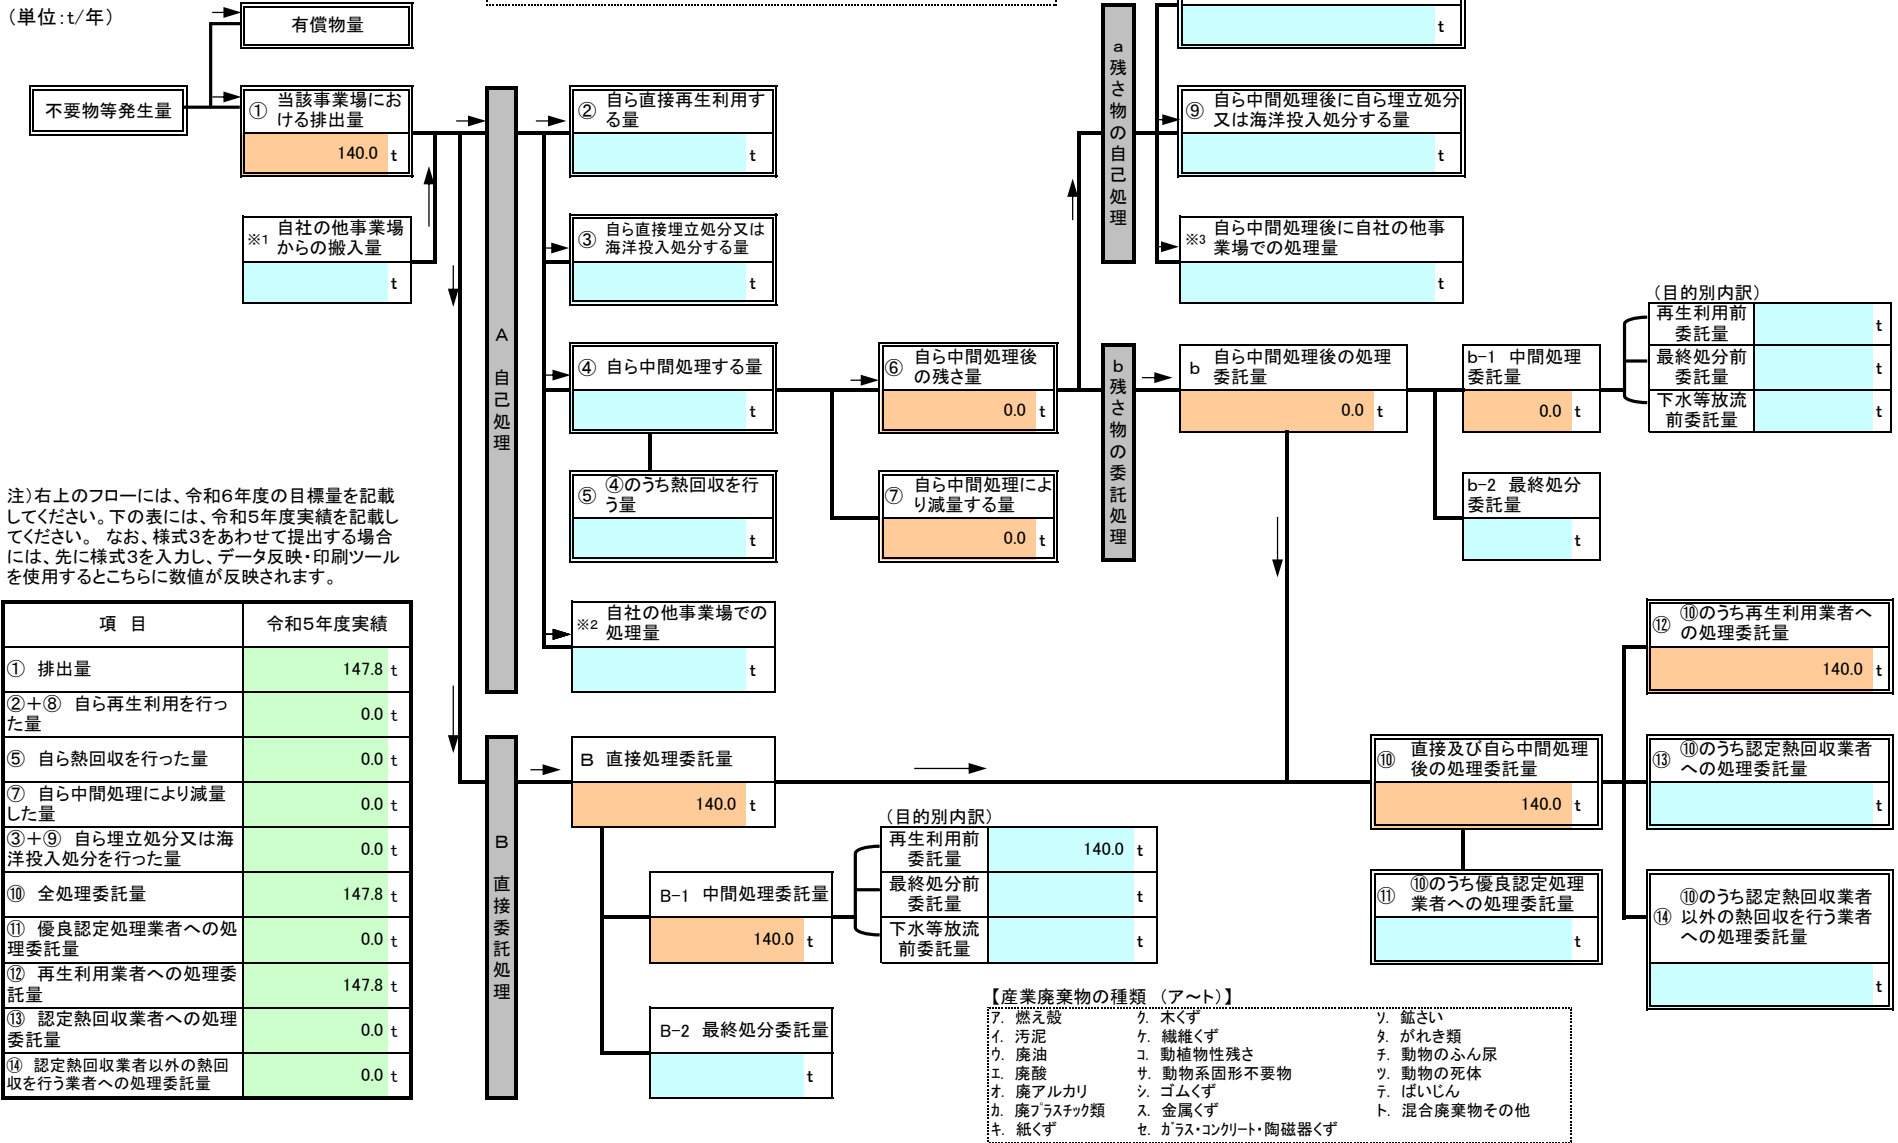 （単位:t/年）
有償物量
不要物等発生量
① 当該事業場にお
ける排出量
140.0 t
※1 自社の他事業場
からの搬入量
t
A 自己処理
② 自ら直接再生利用す
る量
t
③ 自ら直接埋立処分又は
海洋投入処分する量
t
④ 自ら中間処理する量
t
⑤ ④のうち熱回収を行
う量
t
※2 自社の他事業場での
処理量
t
⑥ 自ら中間処理後
の残さ量
0.0 t
⑦ 自ら中間処理によ
り減量する量
0.0 t
a残さ物の自己処理
t
⑨ 自ら中間処理後に自ら埋立処分
又は海洋投入処分する量
t
※3 自ら中間処理後に自社の他事
業場での処理量
t
b残さ物の委託処理
b 自ら中間処理後の処理
委託量
0.0 t
b-1 中間処理
委託量
0.0 t
（目的別内訳）
再生利用前
委託量
t
最終処分前
委託量
t
下水等放流
前委託量
t
b-2 最終処分
委託量
t
注）右上のフローには、令和６年度の目標量を記載
してください。下の表には、令和５年度実績を記載し
てください。 なお、様式３をあわせて提出する場合
には、先に様式３を入力し、データ反映・印刷ツール
を使用するとこちらに数値が反映されます。
項 目 令和５年度実績
① 排出量 147.8 t
②＋⑧ 自ら再生利用を行っ
た量 0.0 t
⑤ 自ら熱回収を行った量 0.0 t
⑦ 自ら中間処理により減量
した量 0.0 t
③＋⑨ 自ら埋立処分又は海
洋投入処分を行った量 0.0 t
⑩ 全処理委託量 147.8 t
⑪ 優良認定処理業者への処
理委託量 0.0 t
⑫ 再生利用業者への処理委
託量 147.8 t
⑬ 認定熱回収業者への処理
委託量 0.0 t
⑭ 認定熱回収業者以外の熱回
収を行う業者への処理委託量 0.0 t
B 直接委託処理
B 直接処理委託量
140.0 t
B-1 中間処理委託量
140.0 t
（目的別内訳）
再生利用前
委託量
140.0 t
最終処分前
委託量
t
下水等放流
前委託量
t
B-2 最終処分委託量
t
⑩ 直接及び自ら中間処理
後の処理委託量
140.0 t
⑪ ⑩のうち優良認定処理
業者への処理委託量
t
⑫ ⑩のうち再生利用業者へ
の処理委託量
140.0 t
⑬ ⑩のうち認定熱回収業者
への処理委託量
t
⑭ ⑩のうち認定熱回収業者
以外の熱回収を行う業者
への処理委託量
t
【産業廃棄物の種類 （ア～ト）】
ｱ. 燃え殻 ｸ. 木くず ｿ. 鉱さい
ｲ. 汚泥 ｹ. 繊維くず ﾀ. がれき類
ｳ. 廃油 ｺ. 動植物性残さ ﾁ. 動物のふん尿
ｴ. 廃酸 ｻ. 動物系固形不要物 ﾂ. 動物の死体
ｵ. 廃アルカリ ｼ. ゴムくず ﾃ. ばいじん
ｶ. 廃ﾌﾟﾗｽﾁｯｸ類 ｽ. 金属くず ﾄ. 混合廃棄物その他
ｷ. 紙くず ｾ. ｶﾞﾗｽ・ｺﾝｸﾘｰﾄ・陶磁器くず